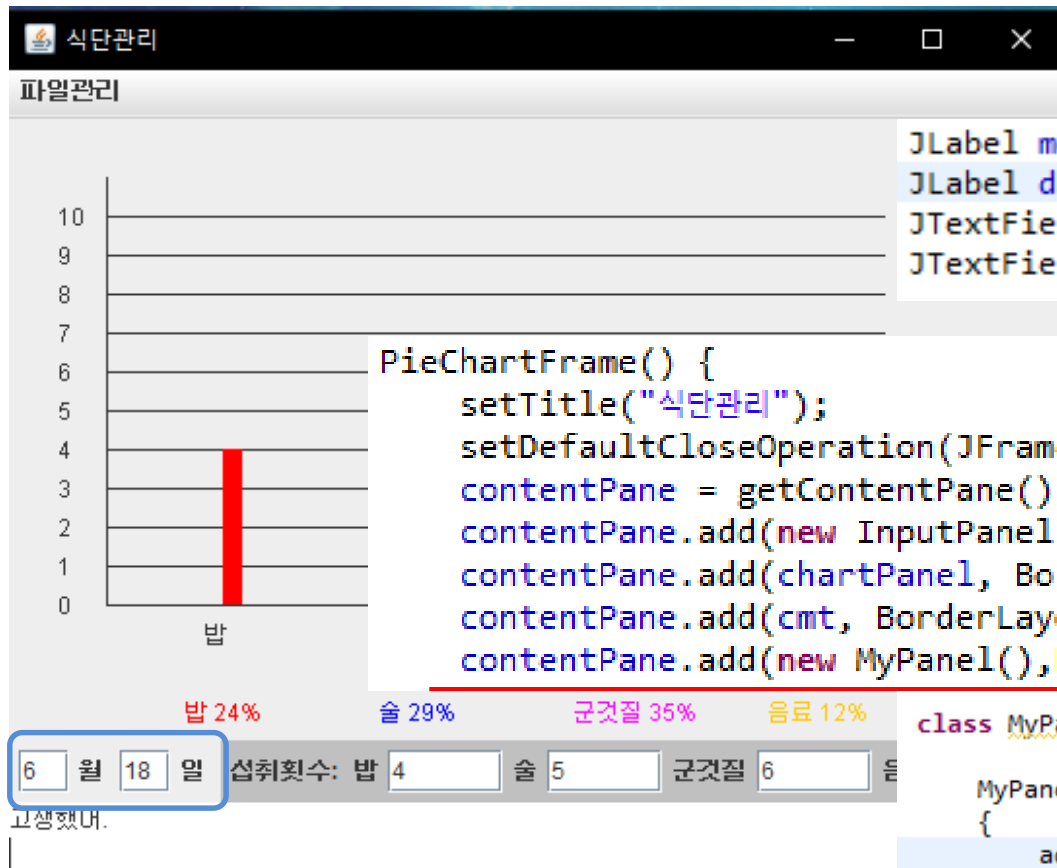 식단관리
파일관리
JLabel m
JLabel d
JTextFie
JTextFie
10
9
8
7
6
5
4
3
2
1
0
밥
PieChartFrame() {
setTitle("식단관리");
setDefaultCloseOperation(JFram
contentPane = getContentPane()
contentPane.add(new InputPanel
contentPane.add(chartPanel, Bo
contentPane.add(cmt, BorderLay
contentPane.add(new MyPanel(),
밥 24% 술 29% 군것질 35% 음료 12%
6 월 18 일 섭취횟수: 밥 4 술 5 군것질 6
고생했어.
class MyPa
MyPane
{
a